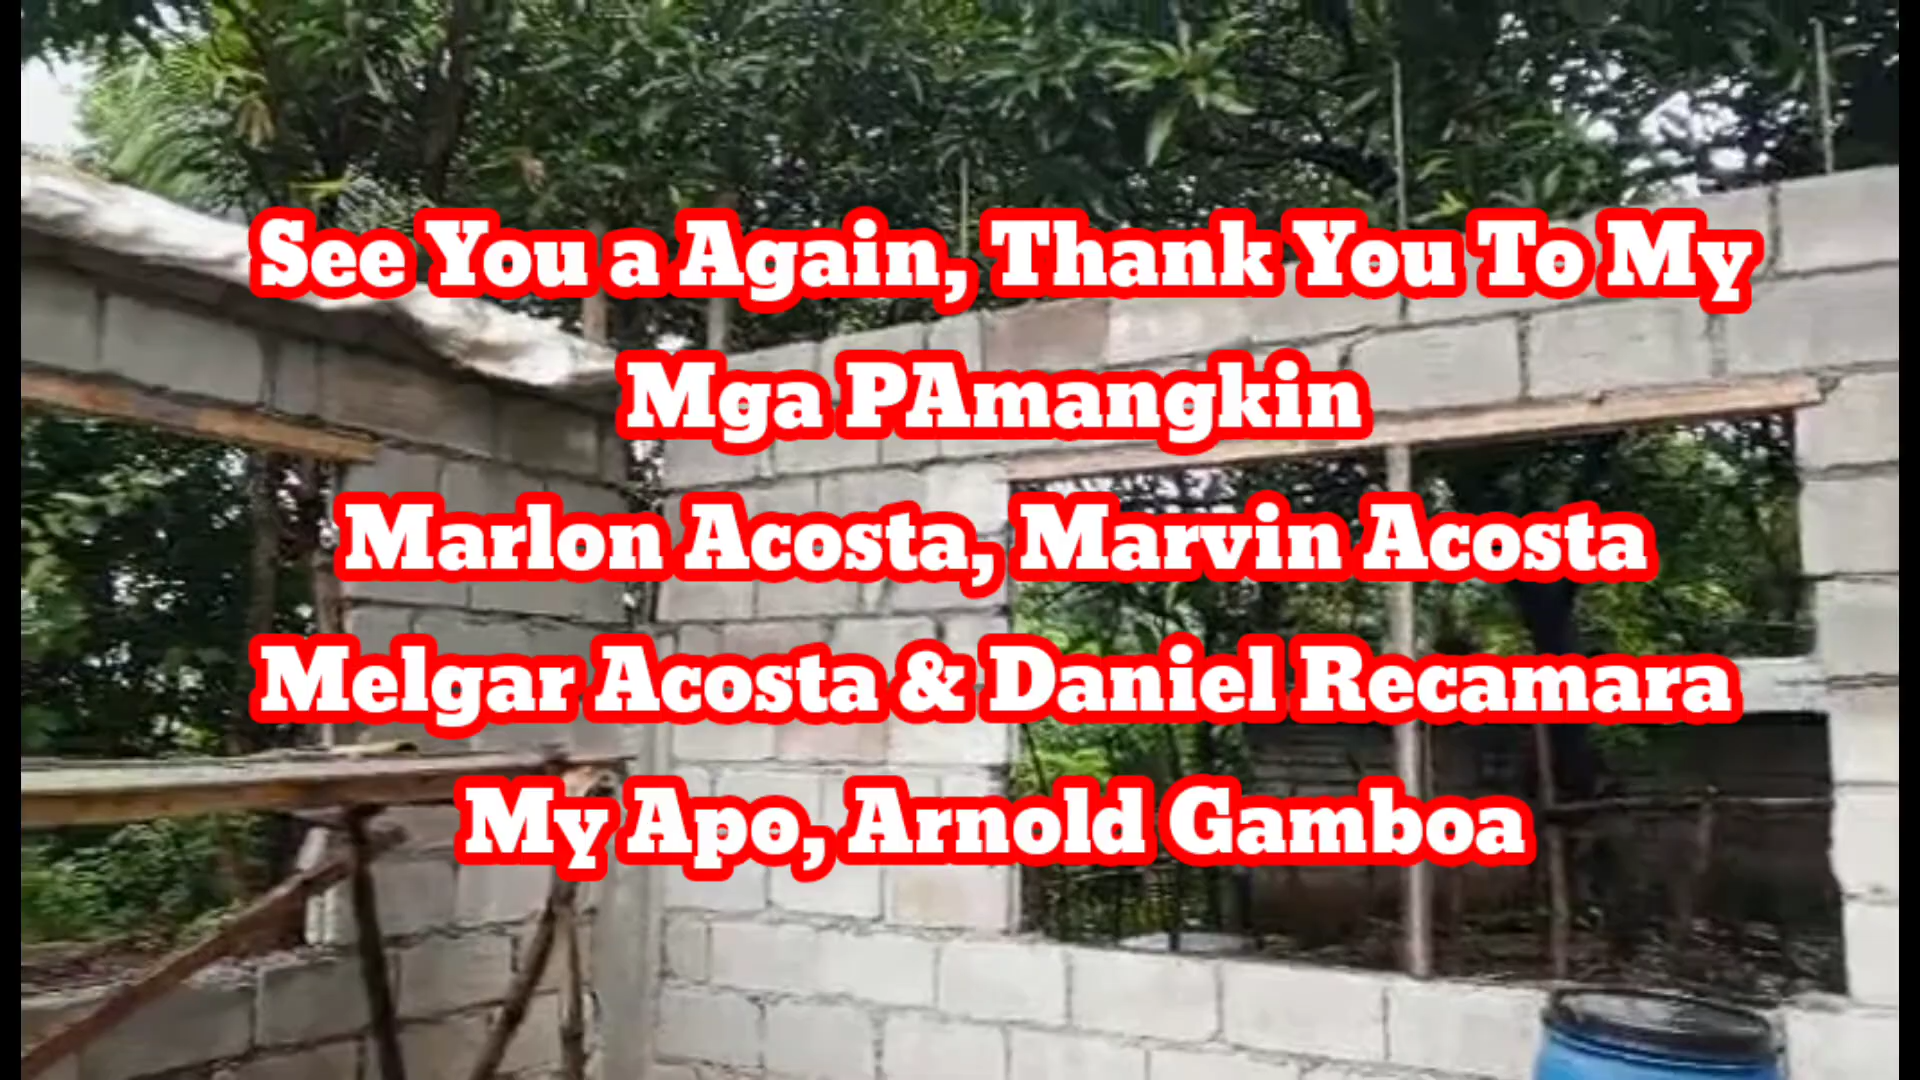 See You a Again, Thank You To My
Mga PAmangkin
Marlon Acosta, Marvin Acosta
Melgar Acosta & Daniel Recamara
My Apo, Arnold Gamboa